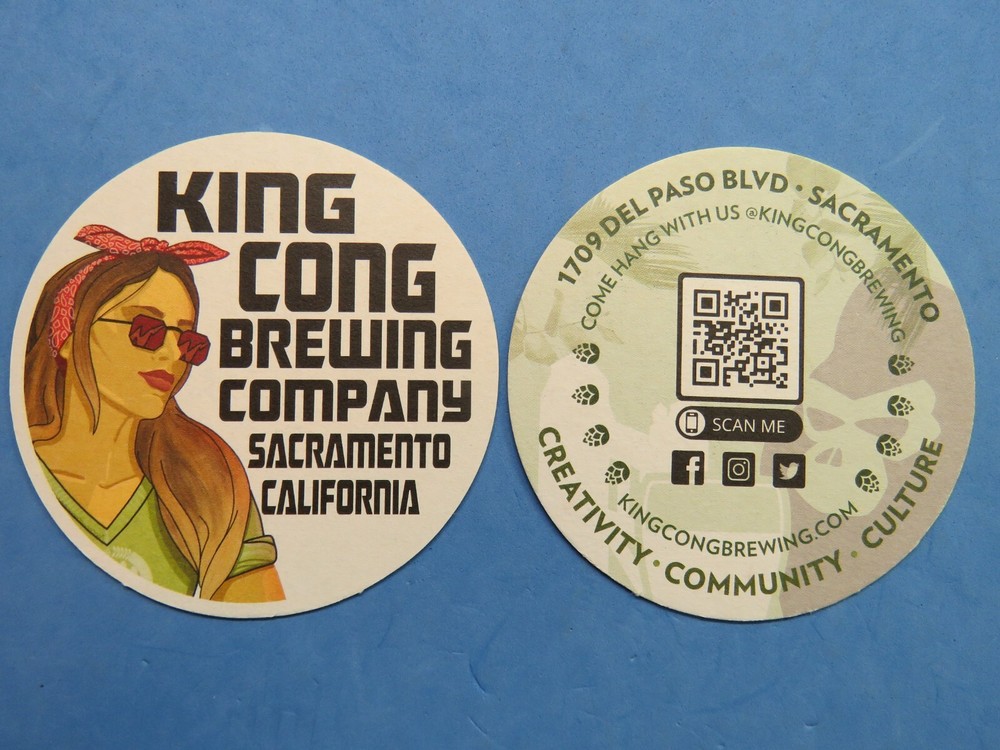 KING
CONG
BREWING
COMPANY
SACRAMENTO
CALIFORNIA
1709 DEL PASO BLVD • SACRAMENTO
COME HANG WITH US @KINGCONGBREWING
SCAN ME
KINGCONGBREWING.COM
CREATIVITY • COMMUNITY • CULTURE